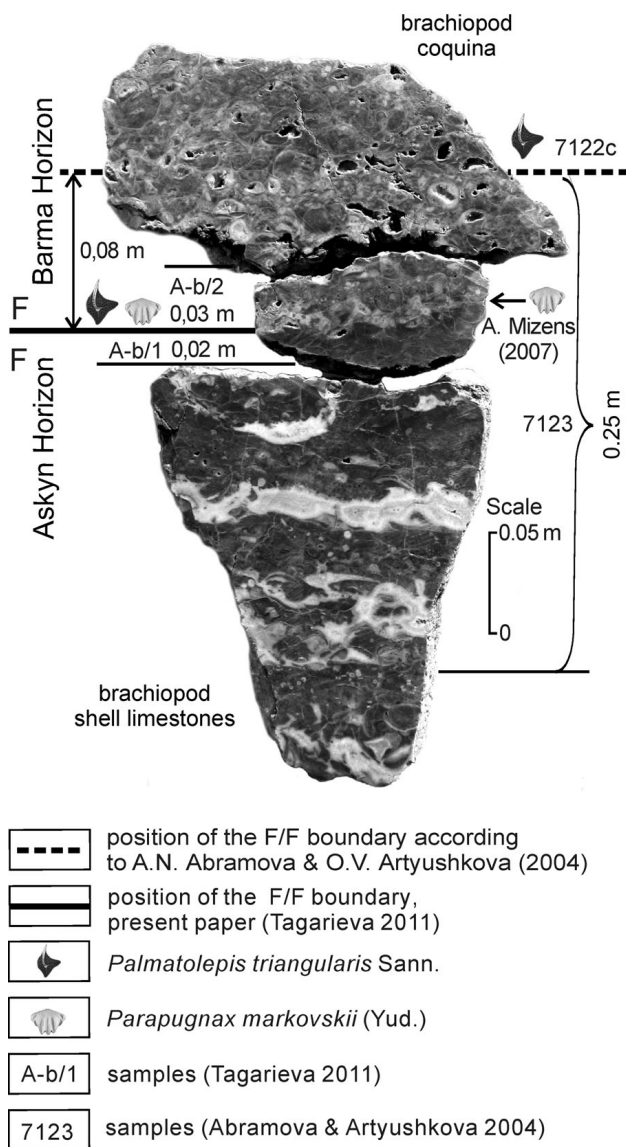 brachiopod
coquina
7122c
Barma Horizon
0,08 m
A-b/2
0,03 m
F
A. Mizens
(2007)
F
A-b/1 0,02 m
Askyn Horizon
7123
0.25 m
Scale
0.05 m
0
brachiopod
shell limestones
position of the F/F boundary according
to A.N. Abramova & O.V. Artyushkova (2004)
position of the F/F boundary,
present paper (Tagarieva 2011)
Palmatolepis triangularis Sann.
Parapugnax markovskii (Yud.)
A-b/1 samples (Tagarieva 2011)
7123 samples (Abramova & Artyushkova 2004)